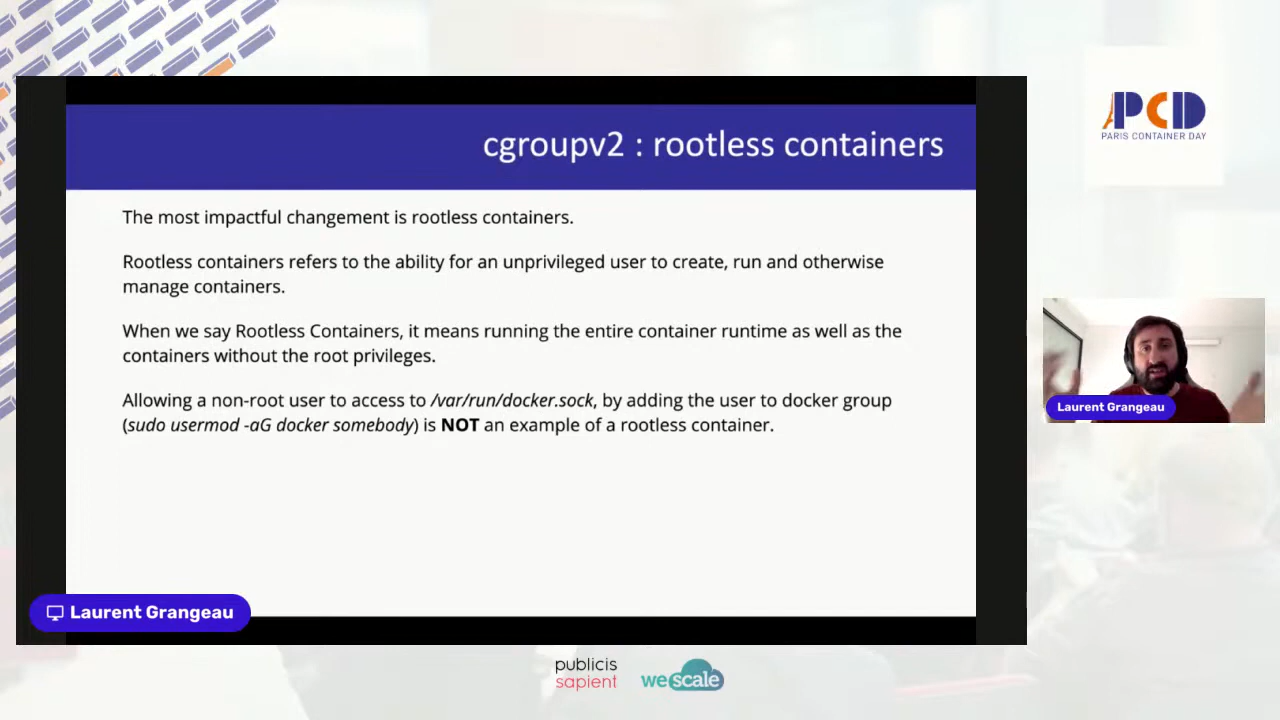 cgroupv2 : rootless containers
The most impactful changement is rootless containers.
Rootless containers refers to the ability for an unprivileged user to create, run and otherwise
manage containers.
When we say Rootless Containers, it means running the entire container runtime as well as the
containers without the root privileges.
Allowing a non-root user to access to /var/run/docker.sock, by adding the user to docker group
(sudo usermod -aG docker somebody) is NOT an example of a rootless container.
Laurent Grangeau
PCD
PARIS CONTAINER DAY
Laurent Grangeau
publicis
sapient
wescale